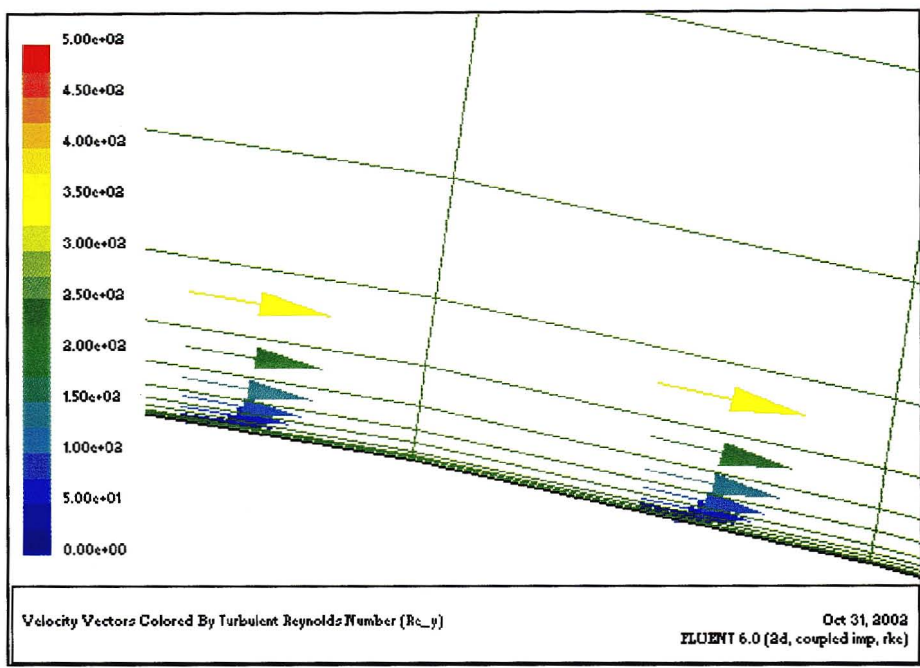 5.00e+02
4.50e+02
4.00e+02
3.50e+02
3.00e+02
2.50e+02
2.00e+02
1.50e+02
1.00e+02
5.00e+01
0.00e+00
Velocity Vectors Colored By Turbulent Reynolds Number (Re_y)
Oct 31, 2002
FLUENT 6.0 (2d, coupled imp, rke)